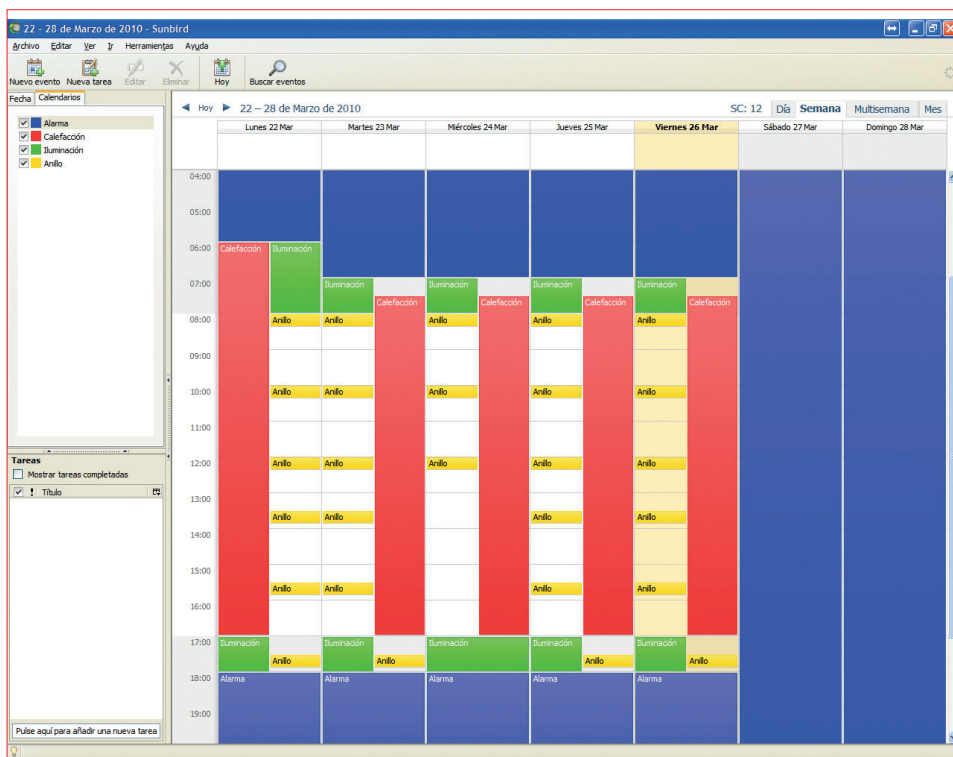 22 - 28 de Marzo de 2010 - Sunbird
Archivo Editar Ver Ir Herramientas Ayuda
Nuevo evento Nueva tarea Editar Eliminar Hoy Buscar eventos
Fecha Calendarios
Alarma
Calefacción
Iluminación
Anillo
Hoy 22 – 28 de Marzo de 2010 SC: 12 Día Semana Multisemana Mes
Lunes 22 Mar Martes 23 Mar Miércoles 24 Mar Jueves 25 Mar Viernes 26 Mar Sábado 27 Mar Domingo 28 Mar
04:00
05:00
06:00 Calefacción Iluminación
07:00 Iluminación Iluminación Iluminación Iluminación
Calefacción Calefacción Calefacción Calefacción
08:00 Anillo Anillo Anillo Anillo Anillo
09:00
10:00 Anillo Anillo Anillo Anillo Anillo
11:00
12:00 Anillo Anillo Anillo Anillo Anillo
13:00
Anillo Anillo Anillo Anillo
14:00
15:00
Anillo Anillo Anillo Anillo
16:00
17:00 Iluminación Iluminación Iluminación Iluminación Iluminación
Anillo Anillo Anillo Anillo
18:00 Alarma Alarma Alarma Alarma Alarma
19:00
Tareas
Mostrar tareas completadas
! Título
Pulse aquí para añadir una nueva tarea